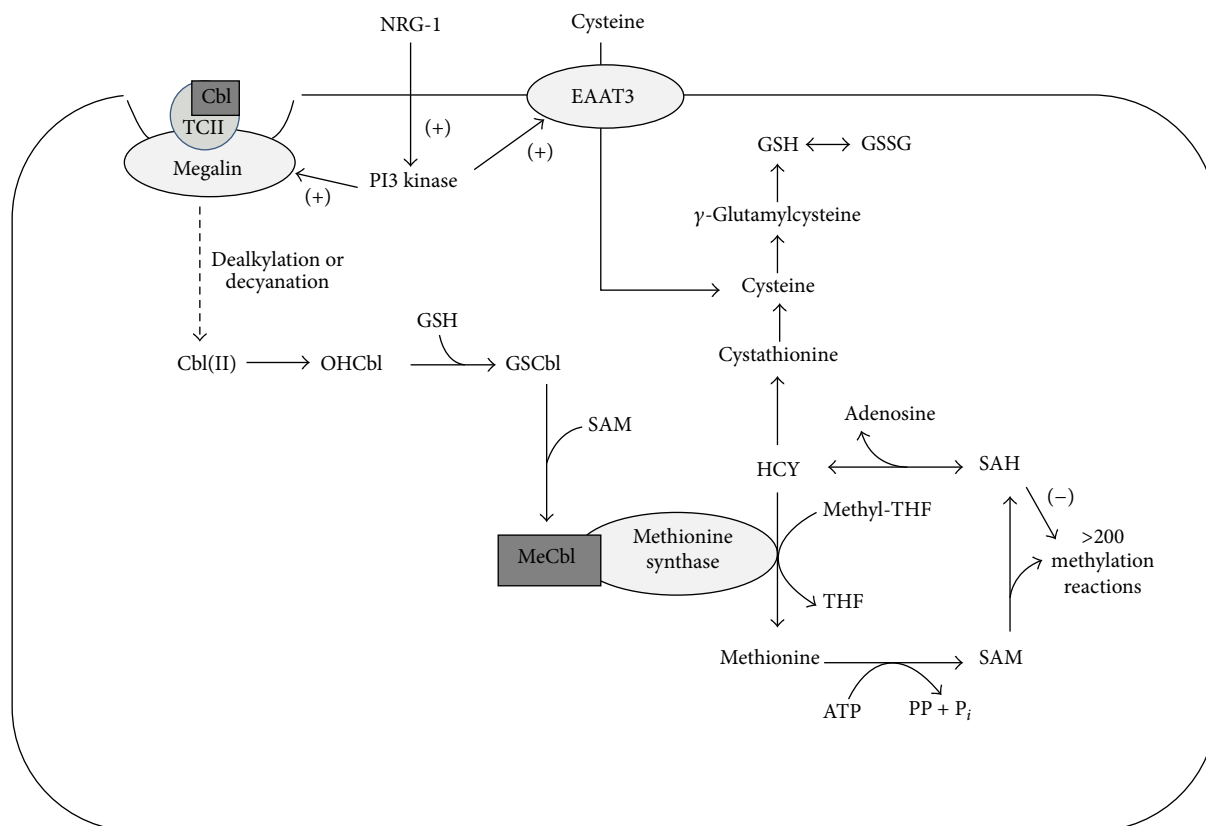 NRG-1
Cysteine
Cbl
TCII
Megalin
EAAT3
(+)
(+)
(+)
PI3 kinase
GSH
GSSG
γ-Glutamylcysteine
Dealkylation or
decyanation
Cysteine
GSH
Cbl(II)
OHCbl
GSCbl
Cystathionine
SAM
Adenosine
HCY
SAH
(−)
Methyl-THF
>200
methylation
reactions
MeCbl
Methionine
synthase
THF
Methionine
SAM
ATP
PP + Pi